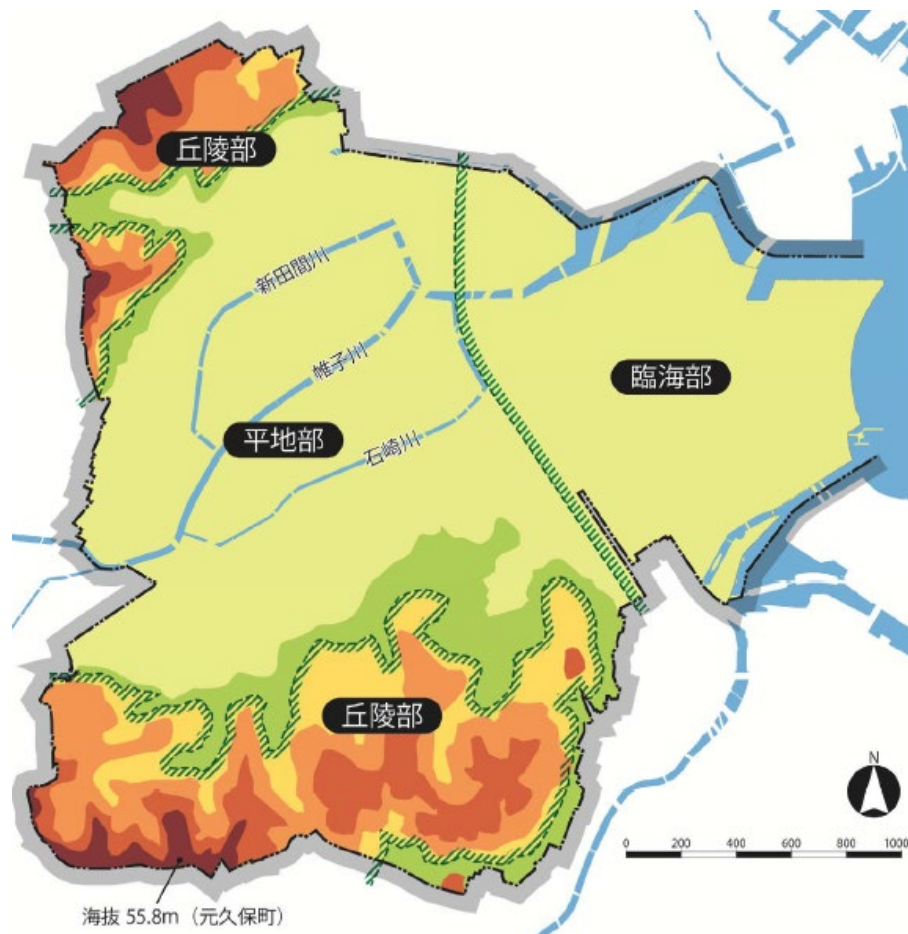 丘陵部
新田間川
帷子川
臨海部
平地部
石崎川
丘陵部
N
0 200 400 600 800 1000
海抜 55.8m（元久保町）